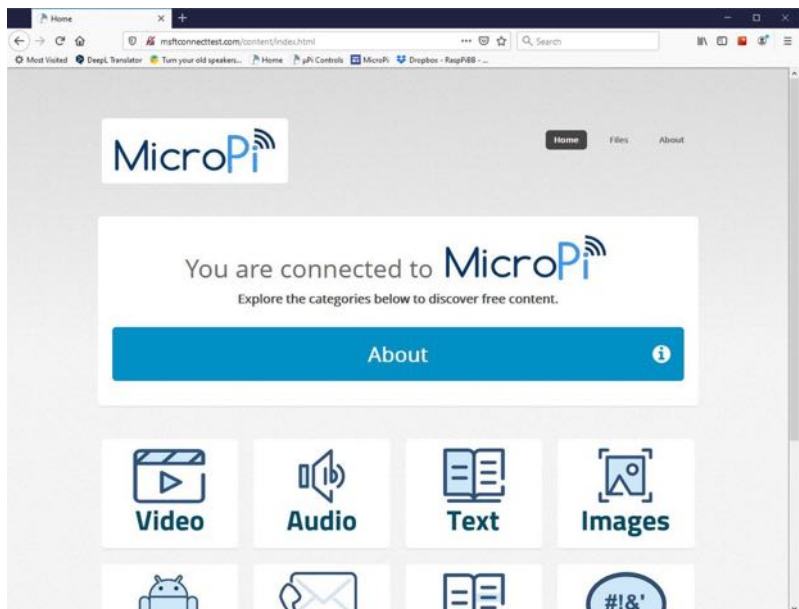 Home
msftconnecttest.com/content/index.html
Search
Most Visited DeepL Translator Turn your old speakers... Home µPi Controls MicroPi Dropbox - RaspPiBB - ...
MicroPi
Home Files About
You are connected to MicroPi
Explore the categories below to discover free content.
About
Video Audio Text Images
#!&'